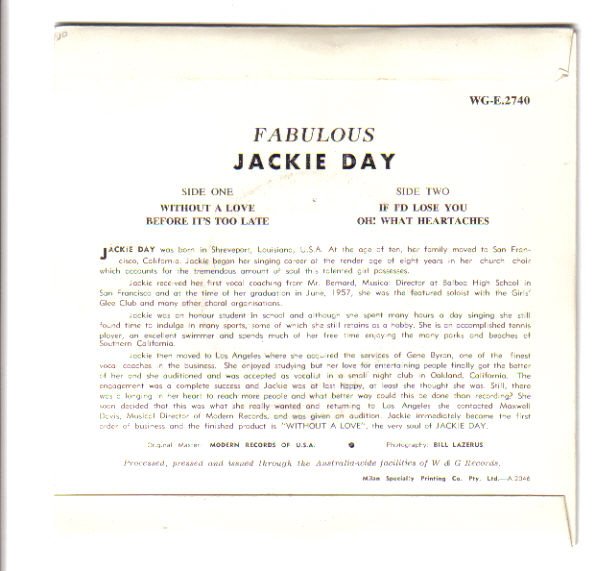 WG-E.2740
FABULOUS
JACKIE DAY
SIDE ONE
WITHOUT A LOVE
BEFORE IT'S TOO LATE
SIDE TWO
IF I'D LOSE YOU
OH! WHAT HEARTACHES
JACKIE DAY was born in Shreveport, Louisiana, U.S.A. At the age of ten, her family moved to San Fran-
cisco, California. Jackie began her singing career at the tender age of eight years in her church choir
which accounts for the tremendous amount of soul this talented girl possesses.
Jackie received her first vocal coaching from Mr. Bernard, Musical Director at Balboa High School in
San Francisco and at the time of her graduation in June, 1957, she was the featured soloist with the Girls'
Glee Club and many other choral organisations.
Jackie was an honour student in school and although she spent many hours a day singing she still
found time to indulge in many sports, some of which she still retains as a hobby. She is an accomplished tennis
player, an excellent swimmer and spends much of her free time enjoying the many parks and beaches of
Southern California.
Jackie then moved to Los Angeles where she acquired the services of Gene Byron, one of the finest
vocal coaches in the business. She enjoyed studying but her love for entertaining people finally got the better
of her and she auditioned and was accepted as vocalist in a small night club in Oakland, California. The
engagement was a complete success and Jackie was at last happy, at least she thought she was. Still, there
was a longing in her heart to reach more people and what better way could this be done than recording? She
soon decided that this was what she really wanted and returning to Los Angeles she contacted Maxwell
Davis, Musical Director of Modern Records, and was given an audition. Jackie immediately became the first
order of business and the finished product is "WITHOUT A LOVE", the very soul of JACKIE DAY.
Original Master: MODERN RECORDS OF U.S.A. ● Photography: BILL LAZERUS
Processed, pressed and issued through the Australia-wide facilities of W & G Records.
Milan Specialty Printing Co. Pty. Ltd.—A.2346